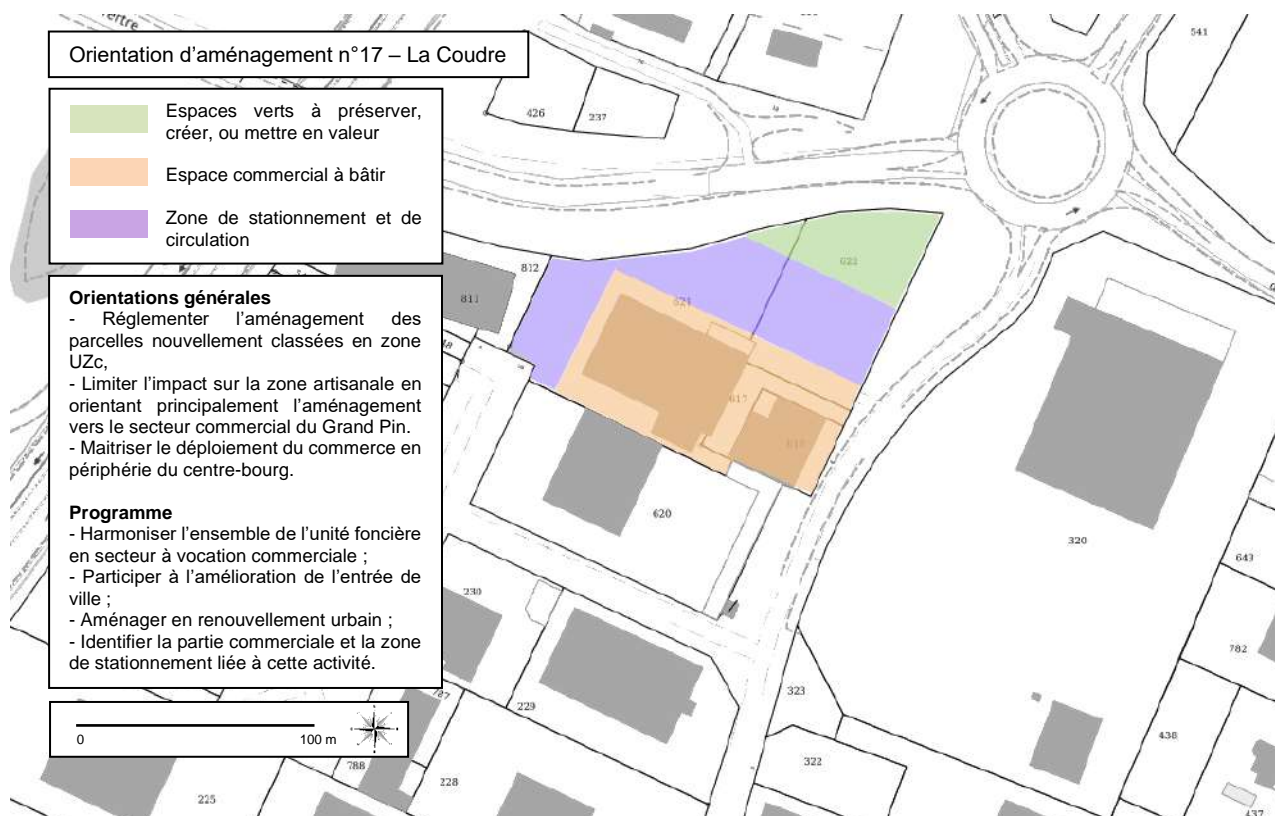 Orientation d'aménagement n°17 – La Coudre
Espaces verts à préserver,
créer, ou mettre en valeur
Espace commercial à bâtir
Zone de stationnement et de
circulation
Orientations générales
- Réglementer l'aménagement des
parcelles nouvellement classées en zone
UZc,
- Limiter l'impact sur la zone artisanale en
orientant principalement l'aménagement
vers le secteur commercial du Grand Pin.
- Maitriser le déploiement du commerce en
périphérie du centre-bourg.
Programme
- Harmoniser l'ensemble de l'unité foncière
en secteur à vocation commerciale ;
- Participer à l'amélioration de l'entrée de
ville ;
- Aménager en renouvellement urbain ;
- Identifier la partie commerciale et la zone
de stationnement liée à cette activité.
0 100 m
541
426
237
812
811
617
620
320
643
230
782
229
323
787
438
322
788
228
225
437